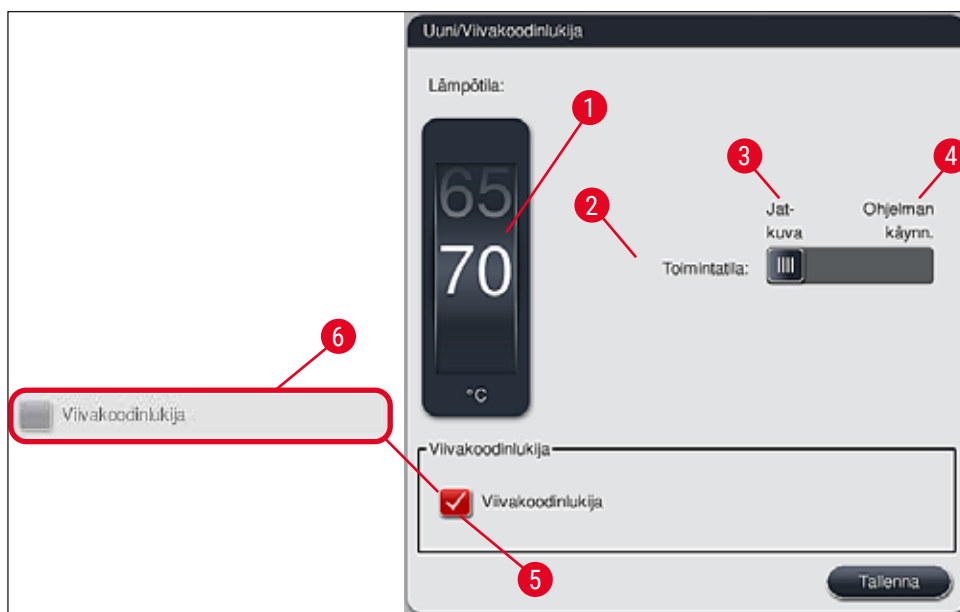 Uuni/Viivakoodinlukija
Lämpötila:
1
65
70
°C
2
3
4
Jat-
kuva
Ohjelman
käynn.
Toimintatila:
6
Viivakoodinlukija
Viivakoodinlukija
Viivakoodinlukija
5
Tallenna